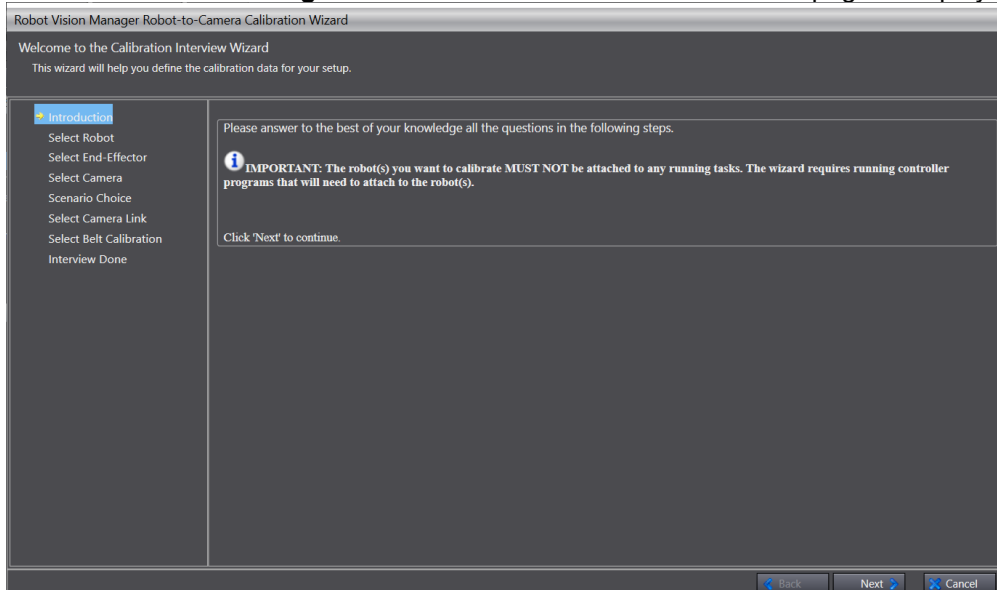 Robot Vision Manager Robot-to-Camera Calibration Wizard
Welcome to the Calibration Interview Wizard
This wizard will help you define the calibration data for your setup.
Introduction
Select Robot
Select End-Effector
Select Camera
Scenario Choice
Select Camera Link
Select Belt Calibration
Interview Done
Please answer to the best of your knowledge all the questions in the following steps.
IMPORTANT: The robot(s) you want to calibrate MUST NOT be attached to any running tasks. The wizard requires running controller
programs that will need to attach to the robot(s).
Click 'Next' to continue.
Back
Next
Cancel